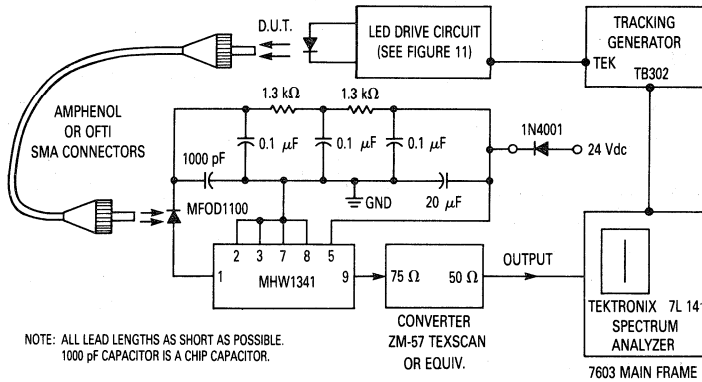 D.U.T.
LED DRIVE CIRCUIT
(SEE FIGURE 11)
TRACKING
GENERATOR
TEK
TB302
AMPHENOL
OR OFTI
SMA CONNECTORS
1.3 kΩ
1.3 kΩ
0.1 μF
0.1 μF
0.1 μF
1N4001
24 Vdc
1000 pF
GND
20 μF
MFOD1100
2 3 7 8 5
1
9
MHW1341
75 Ω
50 Ω
OUTPUT
CONVERTER
ZM-57 TEXSCAN
OR EQUIV.
TEKTRONIX 7L 14
SPECTRUM
ANALYZER
7603 MAIN FRAME
NOTE: ALL LEAD LENGTHS AS SHORT AS POSSIBLE.
1000 pF CAPACITOR IS A CHIP CAPACITOR.